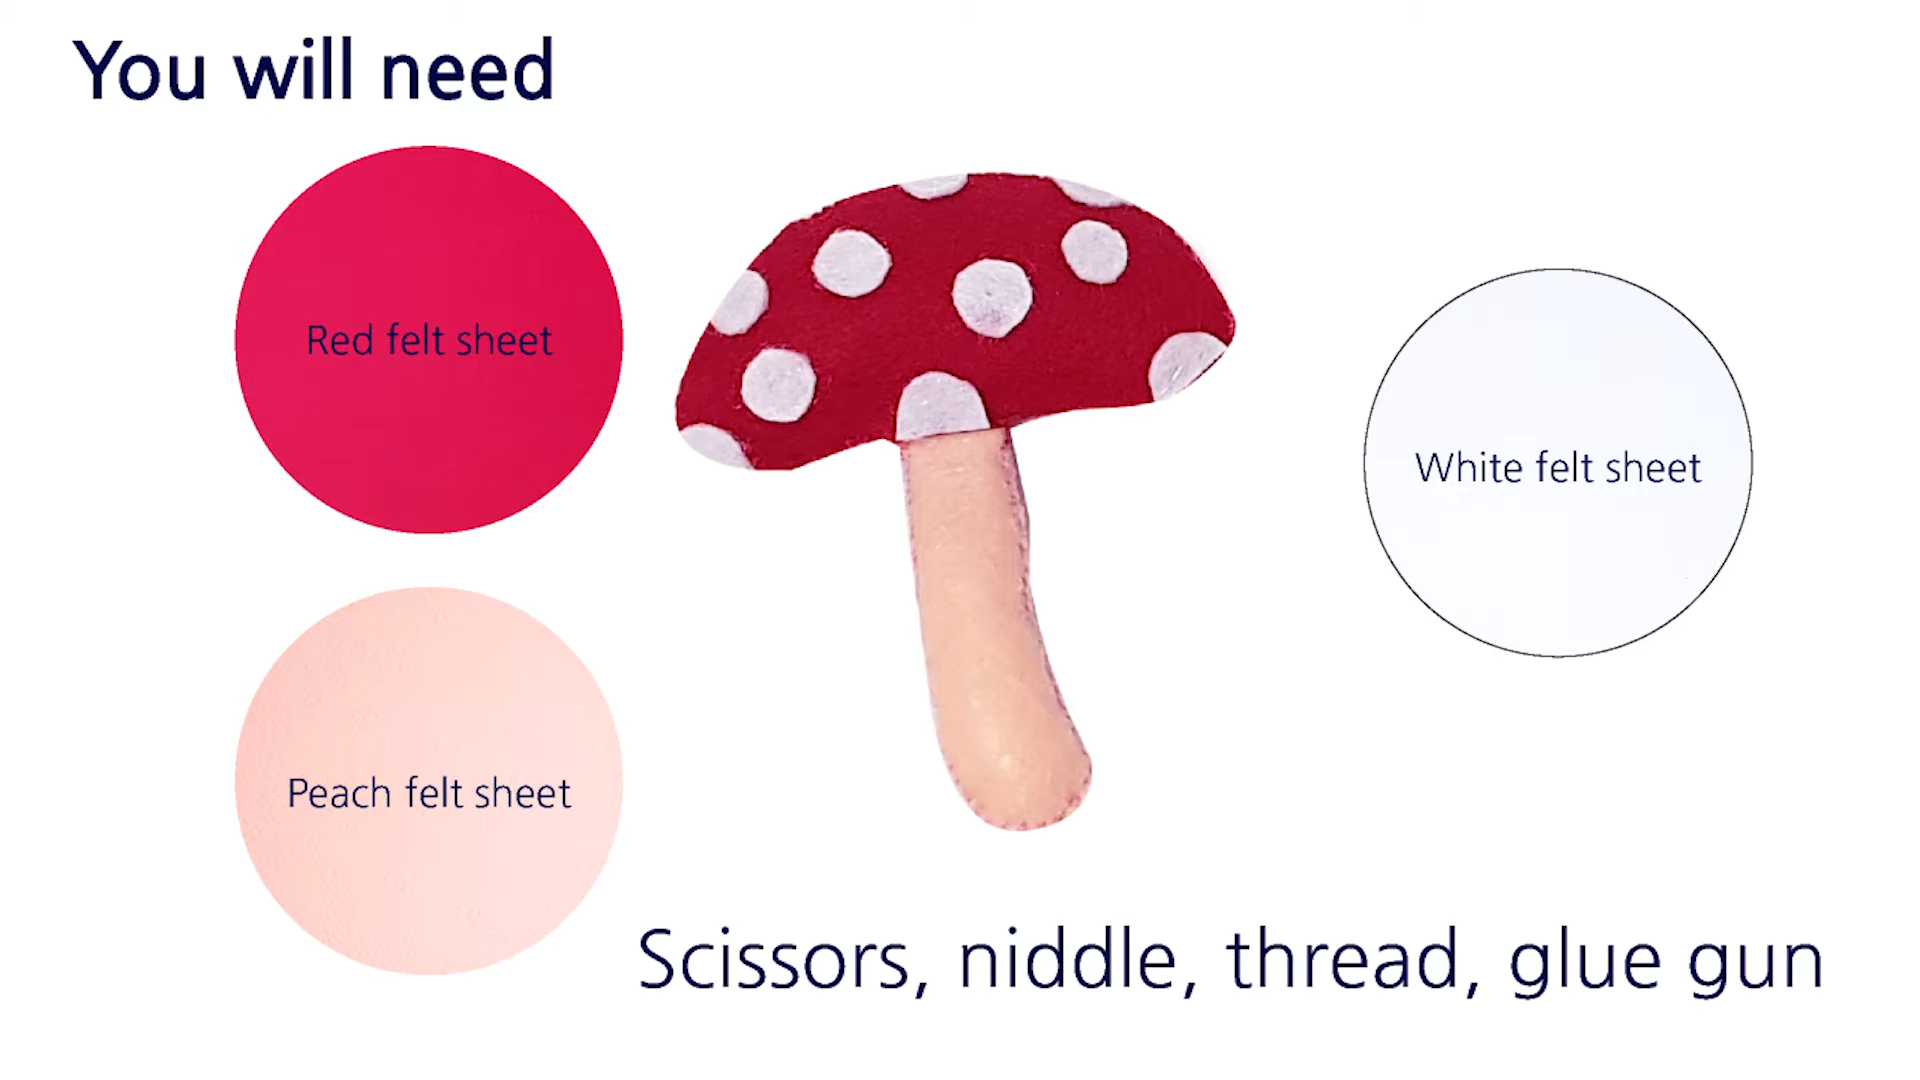 You will need
Red felt sheet
White felt sheet
Peach felt sheet
Scissors, niddle, thread, glue gun